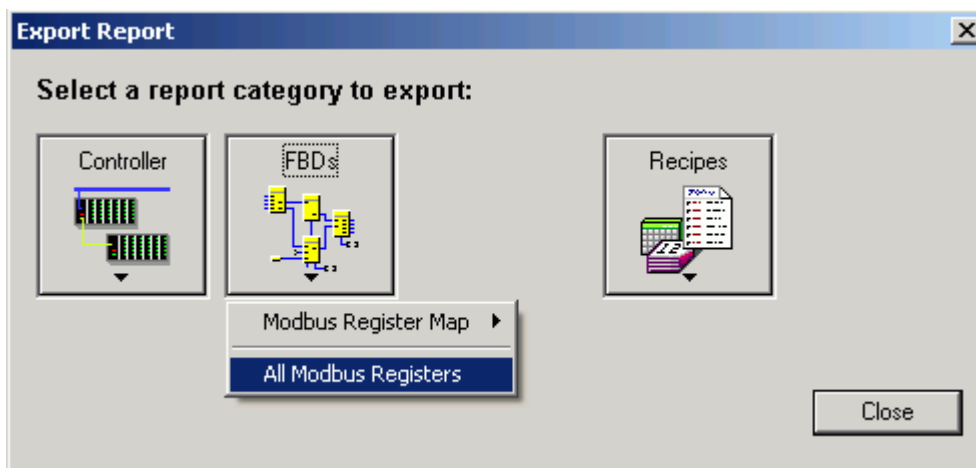 Export Report
Select a report category to export:
Controller
FBDs
Recipes
Modbus Register Map
All Modbus Registers
Close